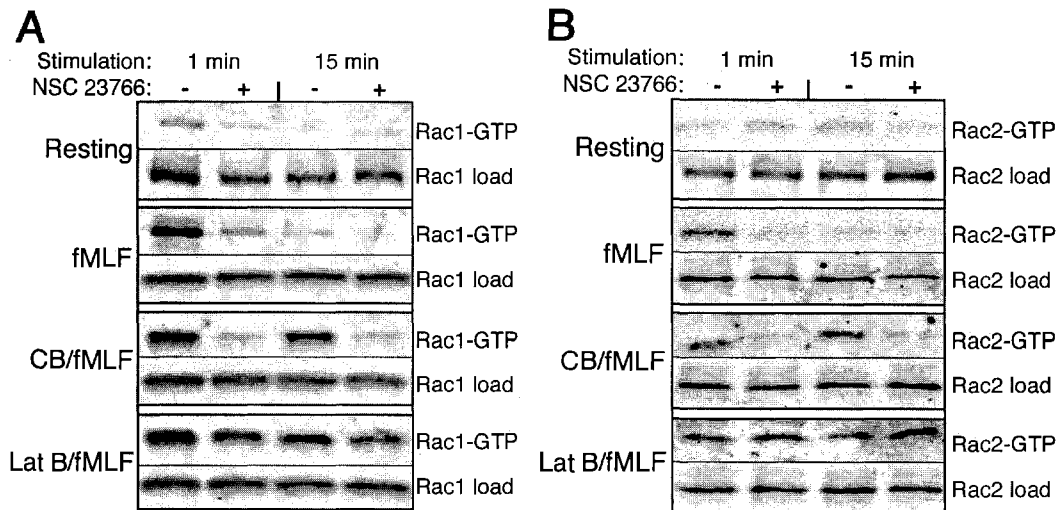 A
Stimulation: 1 min 15 min
NSC 23766: - + | - +
Resting
Rac1-GTP
Rac1 load
fMLF
Rac1-GTP
Rac1 load
CB/fMLF
Rac1-GTP
Rac1 load
Lat B/fMLF
Rac1-GTP
Rac1 load
B
Stimulation: 1 min 15 min
NSC 23766: - + | - +
Resting
Rac2-GTP
Rac2 load
fMLF
Rac2-GTP
Rac2 load
CB/fMLF
Rac2-GTP
Rac2 load
Lat B/fMLF
Rac2-GTP
Rac2 load